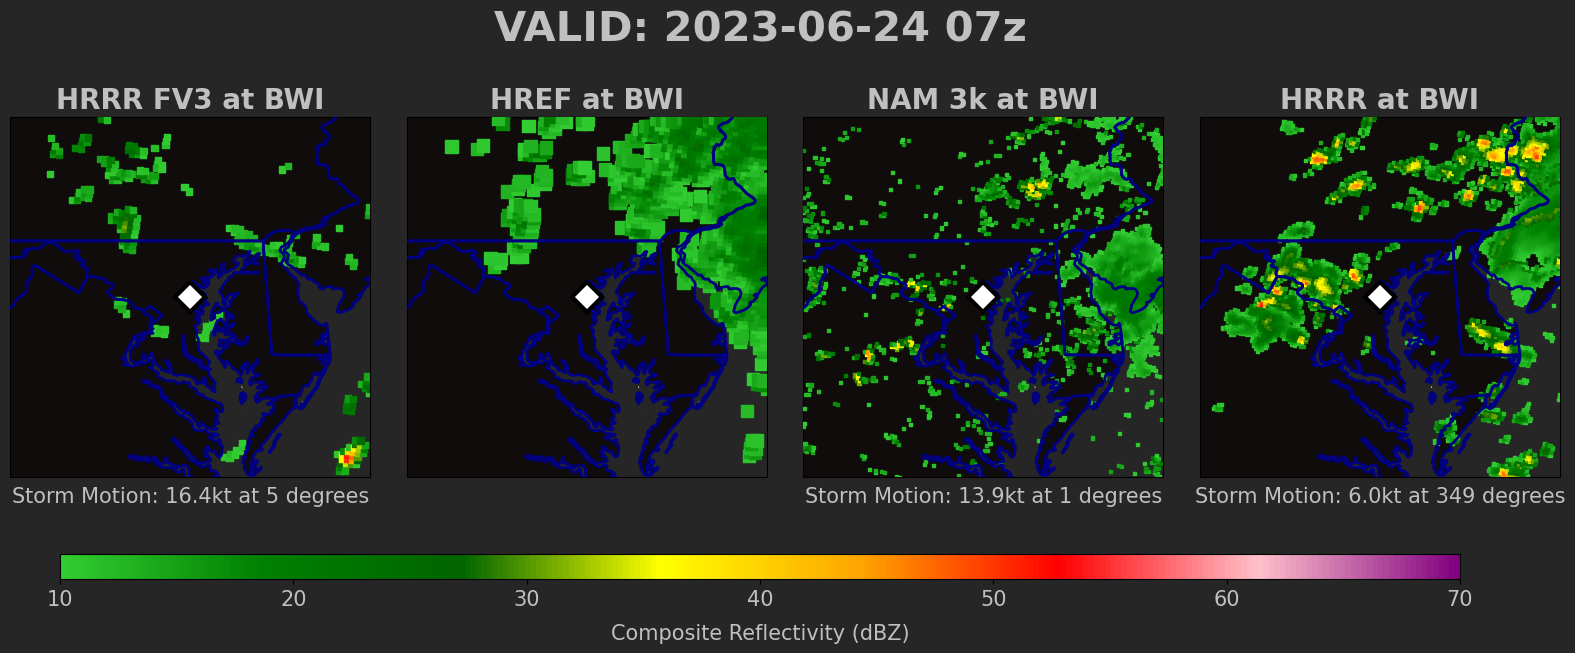 VALID: 2023-06-24 07z
HRRR FV3 at BWI
HREF at BWI
NAM 3k at BWI
HRRR at BWI
Storm Motion: 16.4kt at 5 degrees
Storm Motion: 13.9kt at 1 degrees
Storm Motion: 6.0kt at 349 degrees
10 20 30 40 50 60 70
Composite Reflectivity (dBZ)